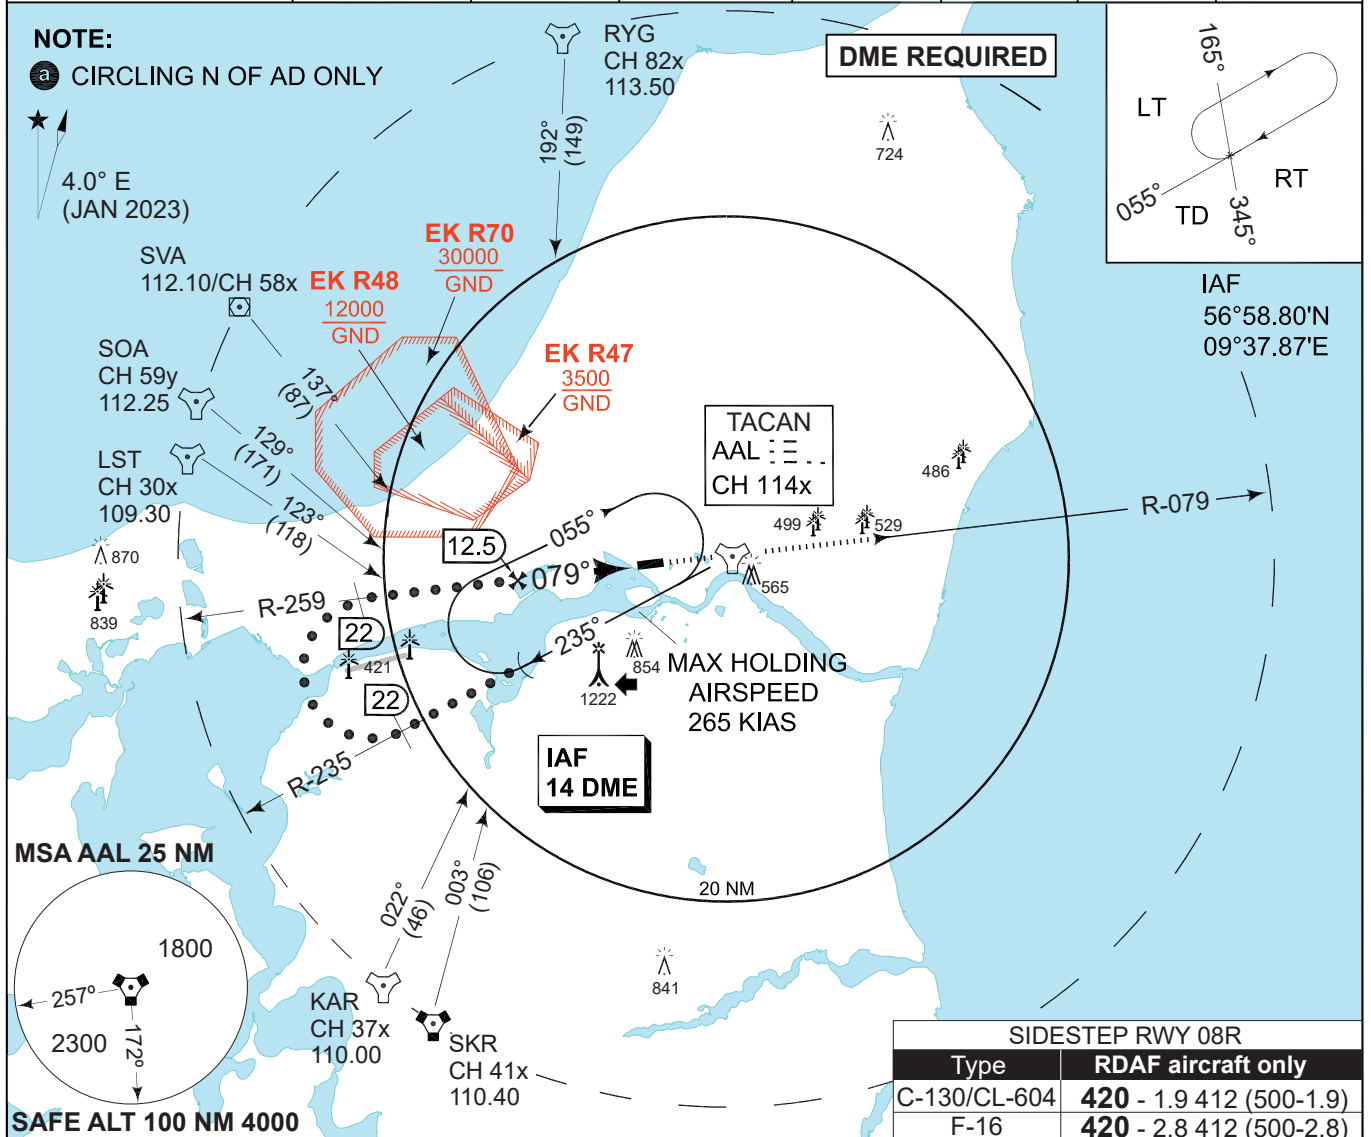 NOTE:
a CIRCLING N OF AD ONLY
4.0° E
(JAN 2023)
RYG
CH 82x
113.50
192°
(149)
DME REQUIRED
724
165°
LT
RT
055°
TD
345°
IAF
56°58.80'N
09°37.87'E
SVA
112.10/CH 58x
EK R70
30000
GND
EK R48
12000
GND
EK R47
3500
GND
SOA
CH 59y
112.25
137°
(87)
129°
(171)
LST
CH 30x
109.30
123°
(118)
TACAN
AAL
CH 114x
486
499
529
R-079
12.5
055°
079°
565
870
839
R-259
22
421
22
235°
854
1222
MAX HOLDING
AIRSPEED
265 KIAS
IAF
14 DME
R-235
20 NM
MSA AAL 25 NM
1800
257°
2300
172°
SAFE ALT 100 NM 4000
022°
(46)
003°
(106)
KAR
CH 37x
110.00
SKR
CH 41x
110.40
841
SIDESTEP RWY 08R
Type RDAF aircraft only
C-130/CL-604 420 - 1.9 412 (500-1.9)
F-16 420 - 2.8 412 (500-2.8)